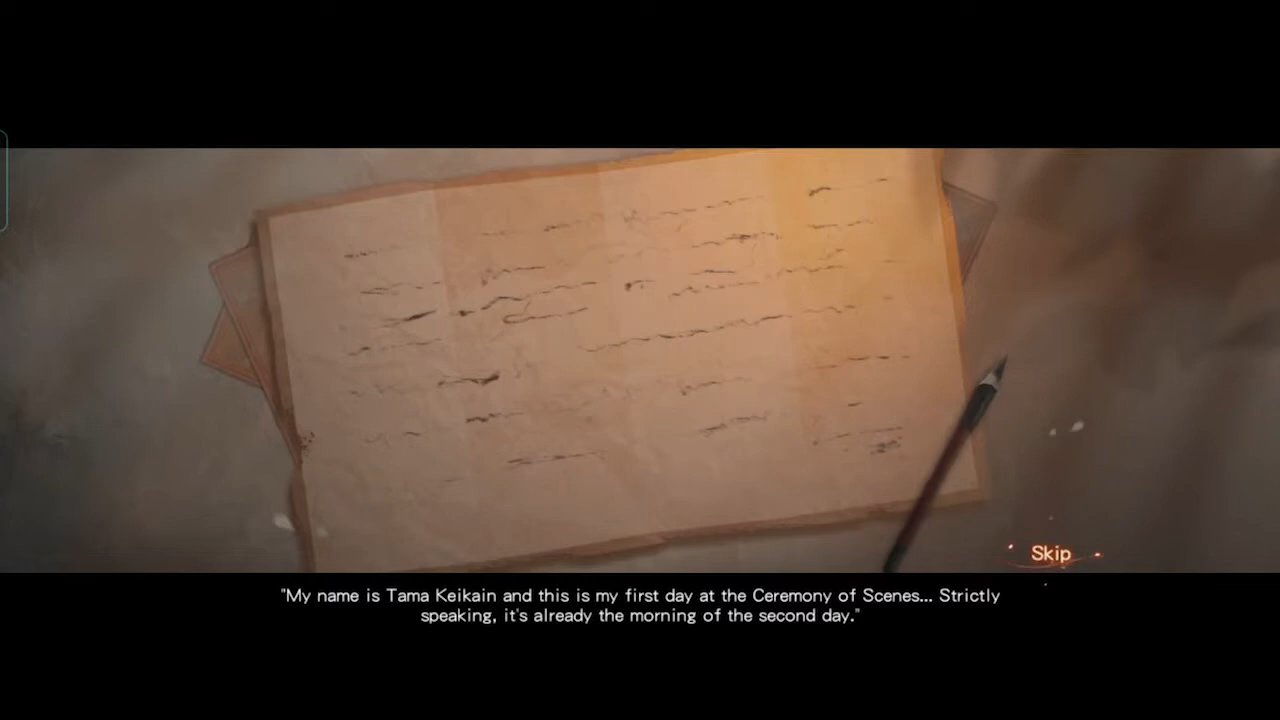 Skip
"My name is Tama Keikain and this is my first day at the Ceremony of Scenes... Strictly
speaking, it's already the morning of the second day."